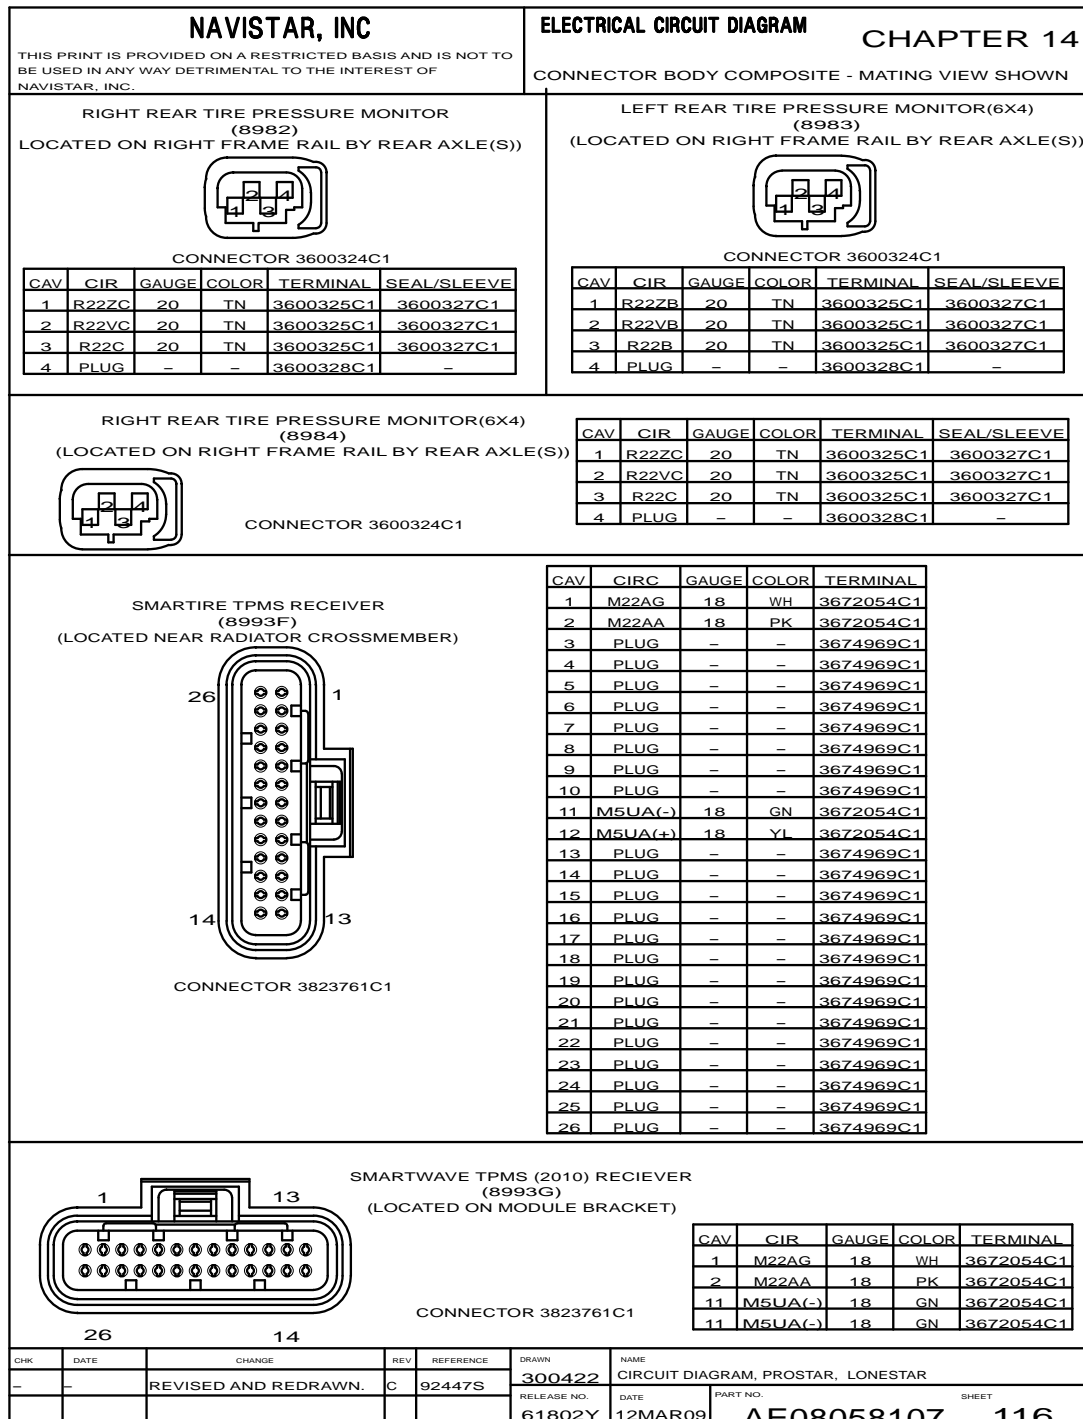 NAVISTAR, INC
THIS PRINT IS PROVIDED ON A RESTRICTED BASIS AND IS NOT TO
BE USED IN ANY WAY DETRIMENTAL TO THE INTEREST OF
NAVISTAR, INC.
ELECTRICAL CIRCUIT DIAGRAM
CHAPTER 14
CONNECTOR BODY COMPOSITE - MATING VIEW SHOWN
RIGHT REAR TIRE PRESSURE MONITOR
(8982)
LOCATED ON RIGHT FRAME RAIL BY REAR AXLE(S))
2 4
1 3
CONNECTOR 3600324C1
CAV CIR GAUGE COLOR TERMINAL SEAL/SLEEVE
1 R22ZC 20 TN 3600325C1 3600327C1
2 R22VC 20 TN 3600325C1 3600327C1
3 R22C 20 TN 3600325C1 3600327C1
4 PLUG – – 3600328C1 –
LEFT REAR TIRE PRESSURE MONITOR(6X4)
(8983)
(LOCATED ON RIGHT FRAME RAIL BY REAR AXLE(S))
2 4
1 3
CONNECTOR 3600324C1
CAV CIR GAUGE COLOR TERMINAL SEAL/SLEEVE
1 R22ZB 20 TN 3600325C1 3600327C1
2 R22VB 20 TN 3600325C1 3600327C1
3 R22B 20 TN 3600325C1 3600327C1
4 PLUG – – 3600328C1 –
RIGHT REAR TIRE PRESSURE MONITOR(6X4)
(8984)
(LOCATED ON RIGHT FRAME RAIL BY REAR AXLE(S))
2 4
1 3
CONNECTOR 3600324C1
CAV CIR GAUGE COLOR TERMINAL SEAL/SLEEVE
1 R22ZC 20 TN 3600325C1 3600327C1
2 R22VC 20 TN 3600325C1 3600327C1
3 R22C 20 TN 3600325C1 3600327C1
4 PLUG – – 3600328C1 –
SMARTIRE TPMS RECEIVER
(8993F)
(LOCATED NEAR RADIATOR CROSSMEMBER)
26 1
14 13
CONNECTOR 3823761C1
CAV CIRC GAUGE COLOR TERMINAL
1 M22AG 18 WH 3672054C1
2 M22AA 18 PK 3672054C1
3 PLUG – – 3674969C1
4 PLUG – – 3674969C1
5 PLUG – – 3674969C1
6 PLUG – – 3674969C1
7 PLUG – – 3674969C1
8 PLUG – – 3674969C1
9 PLUG – – 3674969C1
10 PLUG – – 3674969C1
11 M5UA(-) 18 GN 3672054C1
12 M5UA(+) 18 YL 3672054C1
13 PLUG – – 3674969C1
14 PLUG – – 3674969C1
15 PLUG – – 3674969C1
16 PLUG – – 3674969C1
17 PLUG – – 3674969C1
18 PLUG – – 3674969C1
19 PLUG – – 3674969C1
20 PLUG – – 3674969C1
21 PLUG – – 3674969C1
22 PLUG – – 3674969C1
23 PLUG – – 3674969C1
24 PLUG – – 3674969C1
25 PLUG – – 3674969C1
26 PLUG – – 3674969C1
SMARTWAVE TPMS (2010) RECIEVER
(8993G)
(LOCATED ON MODULE BRACKET)
1 13
26 14
CONNECTOR 3823761C1
CAV CIR GAUGE COLOR TERMINAL
1 M22AG 18 WH 3672054C1
2 M22AA 18 PK 3672054C1
11 M5UA(-) 18 GN 3672054C1
11 M5UA(-) 18 GN 3672054C1
CHK DATE CHANGE REV REFERENCE
– – REVISED AND REDRAWN. C 92447S
DRAWN
300422
NAME
CIRCUIT DIAGRAM, PROSTAR, LONESTAR
RELEASE NO.
61802Y
DATE
12MAR09
PART NO.
AE08058107
SHEET
116